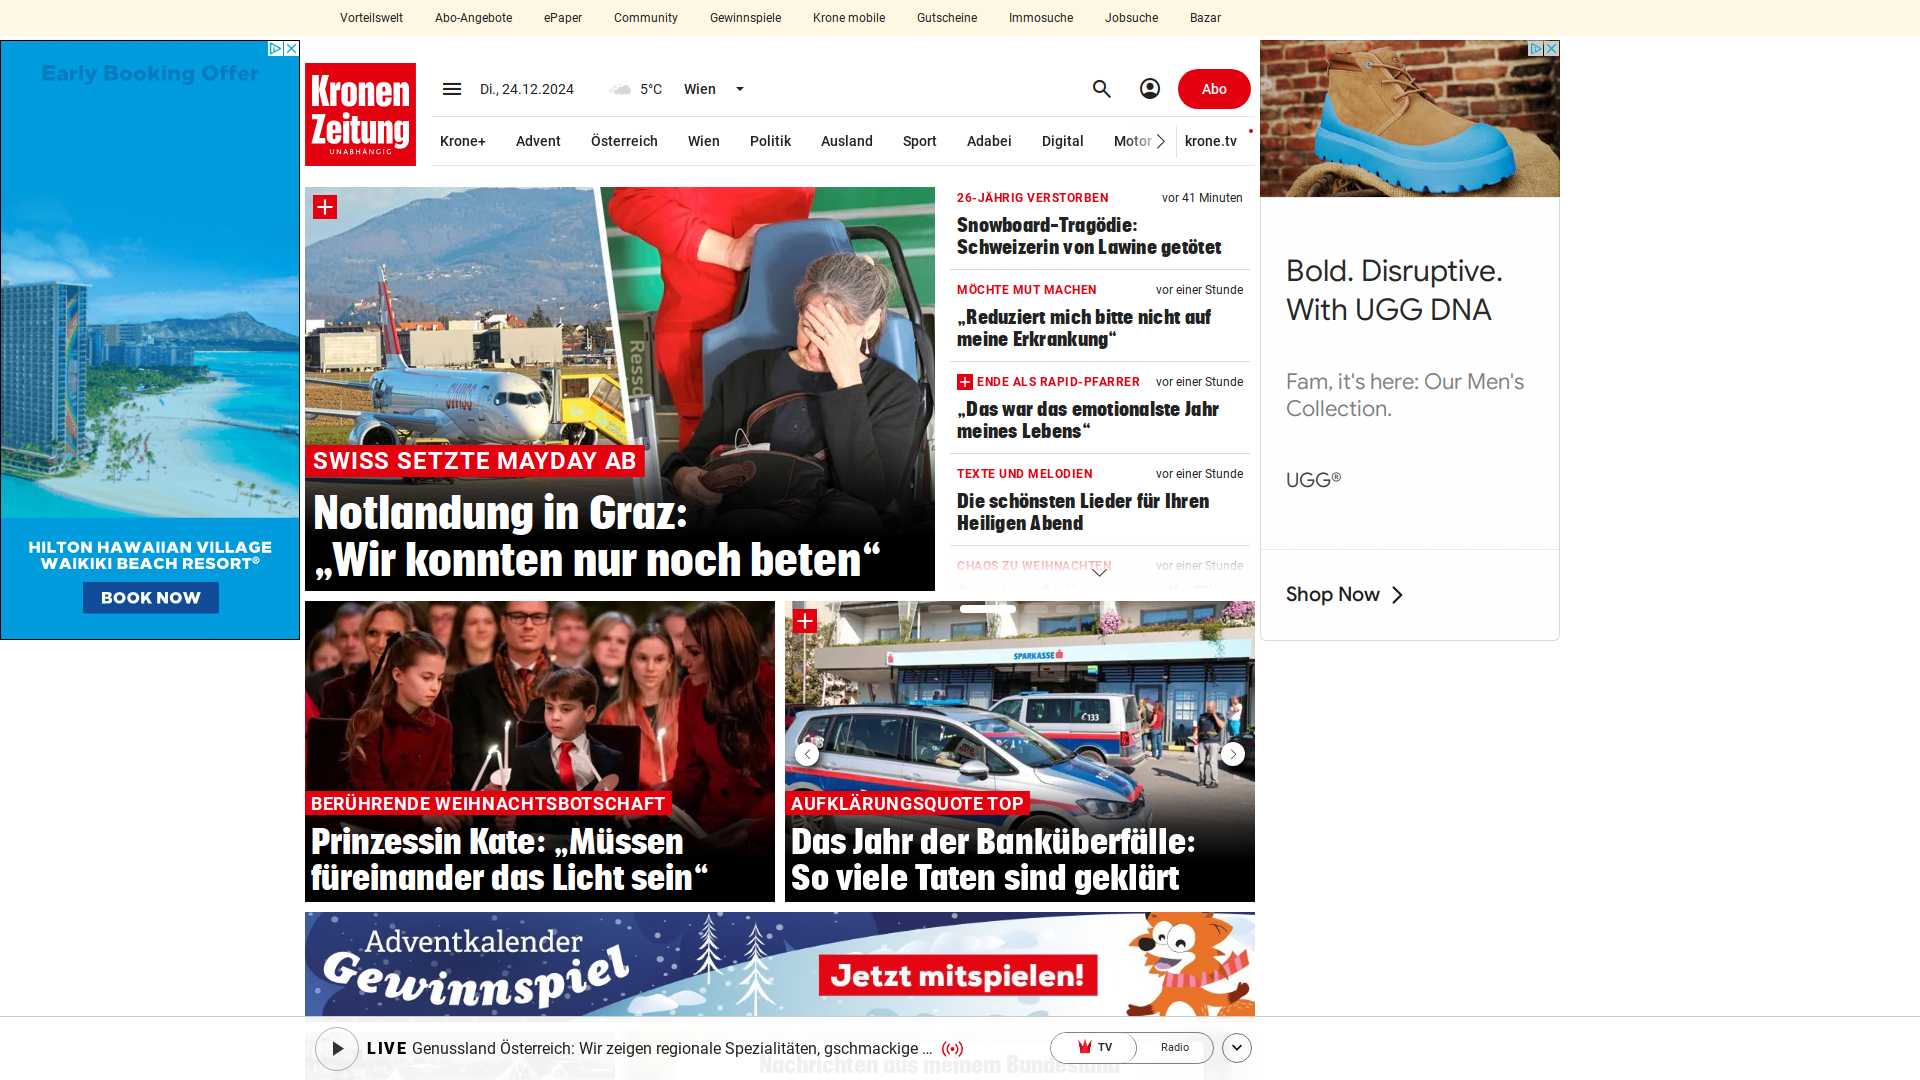 Vorteilswelt
Abo-Angebote
ePaper
Community
Gewinnspiele
Krone mobile
Gutscheine
Immosuche
Jobsuche
Bazar
Early Booking Offer
HILTON HAWAIIAN VILLAGE
WAIKIKI BEACH RESORT®
BOOK NOW
Kronen
Zeitung
UNABHÄNGIG
Di., 24.12.2024
5°C
Wien
Abo
Krone+
Advent
Österreich
Wien
Politik
Ausland
Sport
Adabei
Digital
Motor
krone.tv
SWISS SETZTE MAYDAY AB
Notlandung in Graz:
„Wir konnten nur noch beten“
26-JÄHRIG VERSTORBEN
vor 41 Minuten
Snowboard-Tragödie:
Schweizerin von Lawine getötet
MÖCHTE MUT MACHEN
vor einer Stunde
„Reduziert mich bitte nicht auf
meine Erkrankung“
ENDE ALS RAPID-PFARRER
vor einer Stunde
„Das war das emotionalste Jahr
meines Lebens“
TEXTE UND MELODIEN
vor einer Stunde
Die schönsten Lieder für Ihren
Heiligen Abend
CHAOS ZU WEIHNACHTEN
vor einer Stunde
BERÜHRENDE WEIHNACHTSBOTSCHAFT
Prinzessin Kate: „Müssen
füreinander das Licht sein“
SPARKASSE
133
AUFKLÄRUNGSQUOTE TOP
Das Jahr der Banküberfälle:
So viele Taten sind geklärt
Adventkalender
Gewinnspiel
Jetzt mitspielen!
LIVE Genussland Österreich: Wir zeigen regionale Spezialitäten, gschmackige ...
TV
Radio
Nachrichten aus meinem Bundesland
Bold. Disruptive.
With UGG DNA
Fam, it's here: Our Men's
Collection.
UGG®
Shop Now